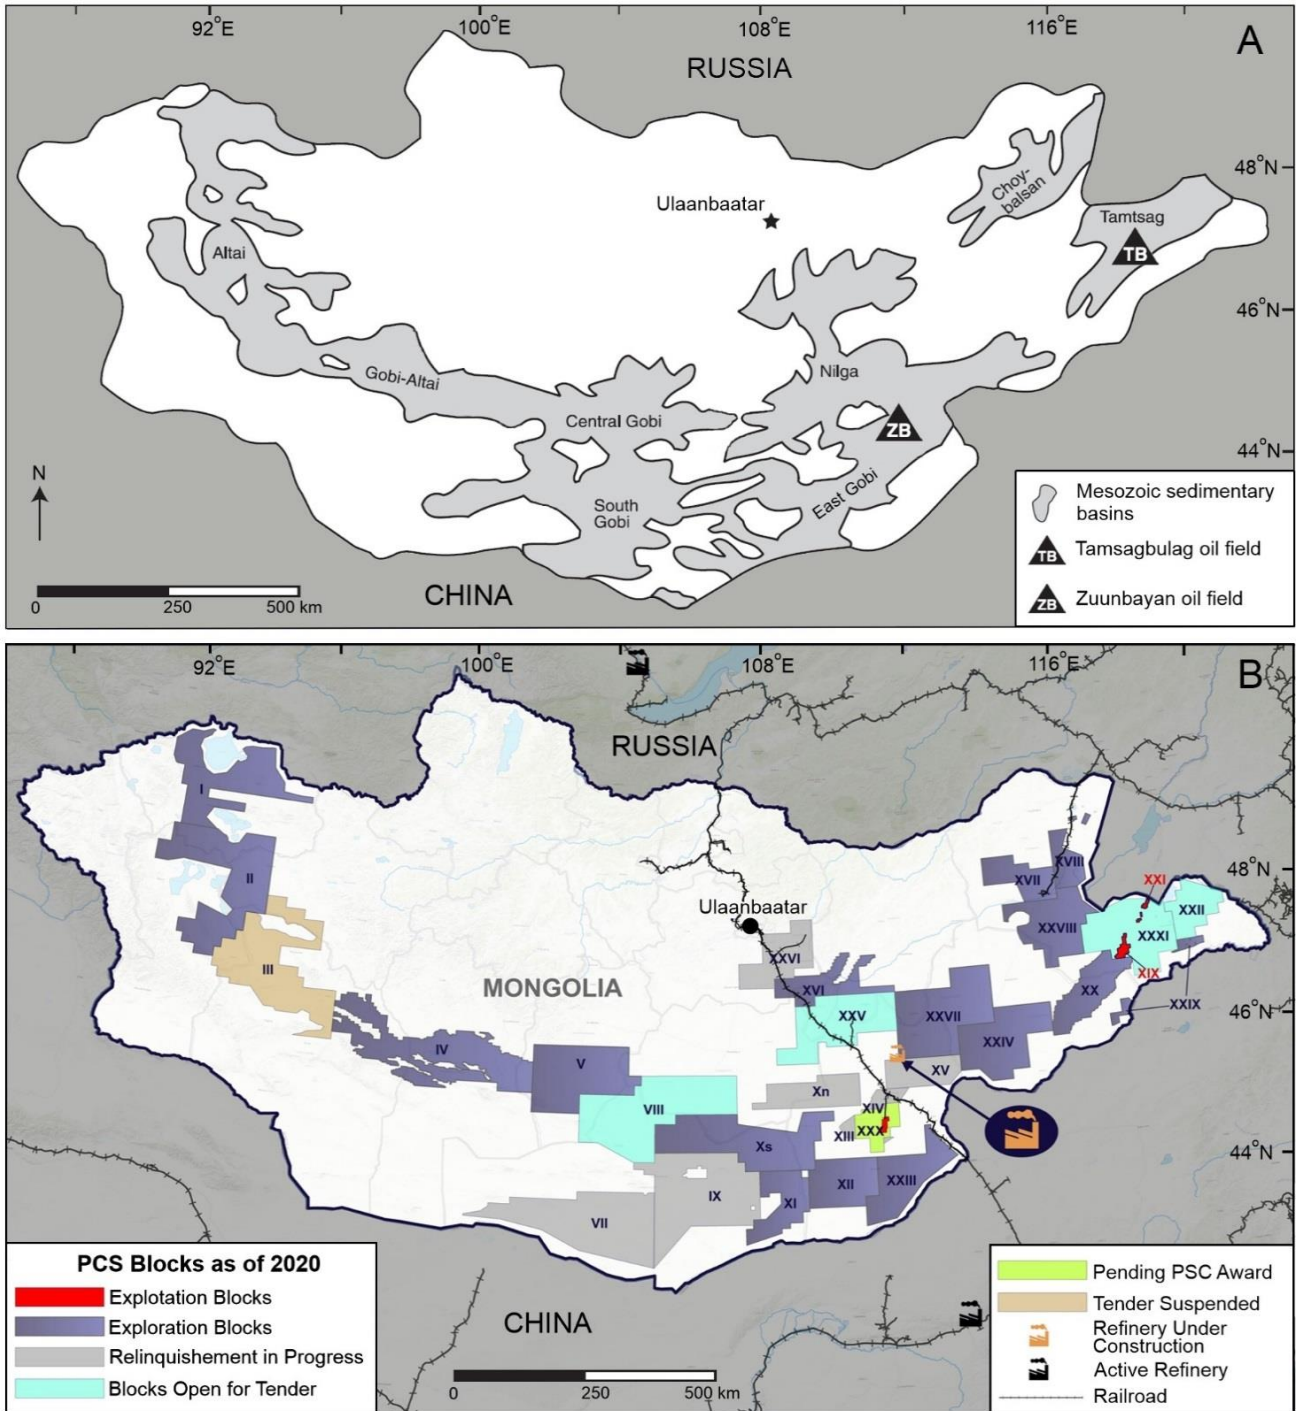 92°E
100°E
108°E
116°E
A
RUSSIA
48°N
Choy-
balsan
Ulaanbaatar
Tamtsag
TB
Altai
46°N
Gobi-Altai
Nilga
Central Gobi
ZB
44°N
N
South
Gobi
East Gobi
CHINA
0
250
500 km
Mesozoic sedimentary
basins
TB
Tamsagbulag oil field
ZB
Zuunbayan oil field
92°E
100°E
108°E
116°E
B
RUSSIA
I
II
III
48°N
XVII
XVIII
XXI
XXII
XXVIII
XXXI
XIX
Ulaanbaatar
XXVI
MONGOLIA
XVI
XXV
XXVII
XX
XXIX
46°N
XXIV
IV
V
XV
Xn
VIII
XIV
XIII
XXX
Xs
44°N
IX
VII
XI
XII
XXIII
CHINA
0
250
500 km
PCS Blocks as of 2020
Explotation Blocks
Exploration Blocks
Relinquishement in Progress
Blocks Open for Tender
Pending PSC Award
Tender Suspended
Refinery Under
Construction
Active Refinery
Railroad